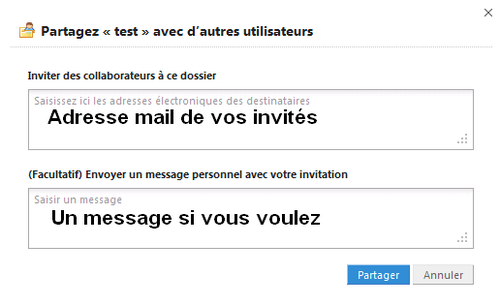 Partagez « test » avec d'autres utilisateurs
Inviter des collaborateurs à ce dossier
Saisissez ici les adresses électroniques des destinataires
Adresse mail de vos invités
(Facultatif) Envoyer un message personnel avec votre invitation
Saisir un message
Un message si vous voulez
Partager Annuler